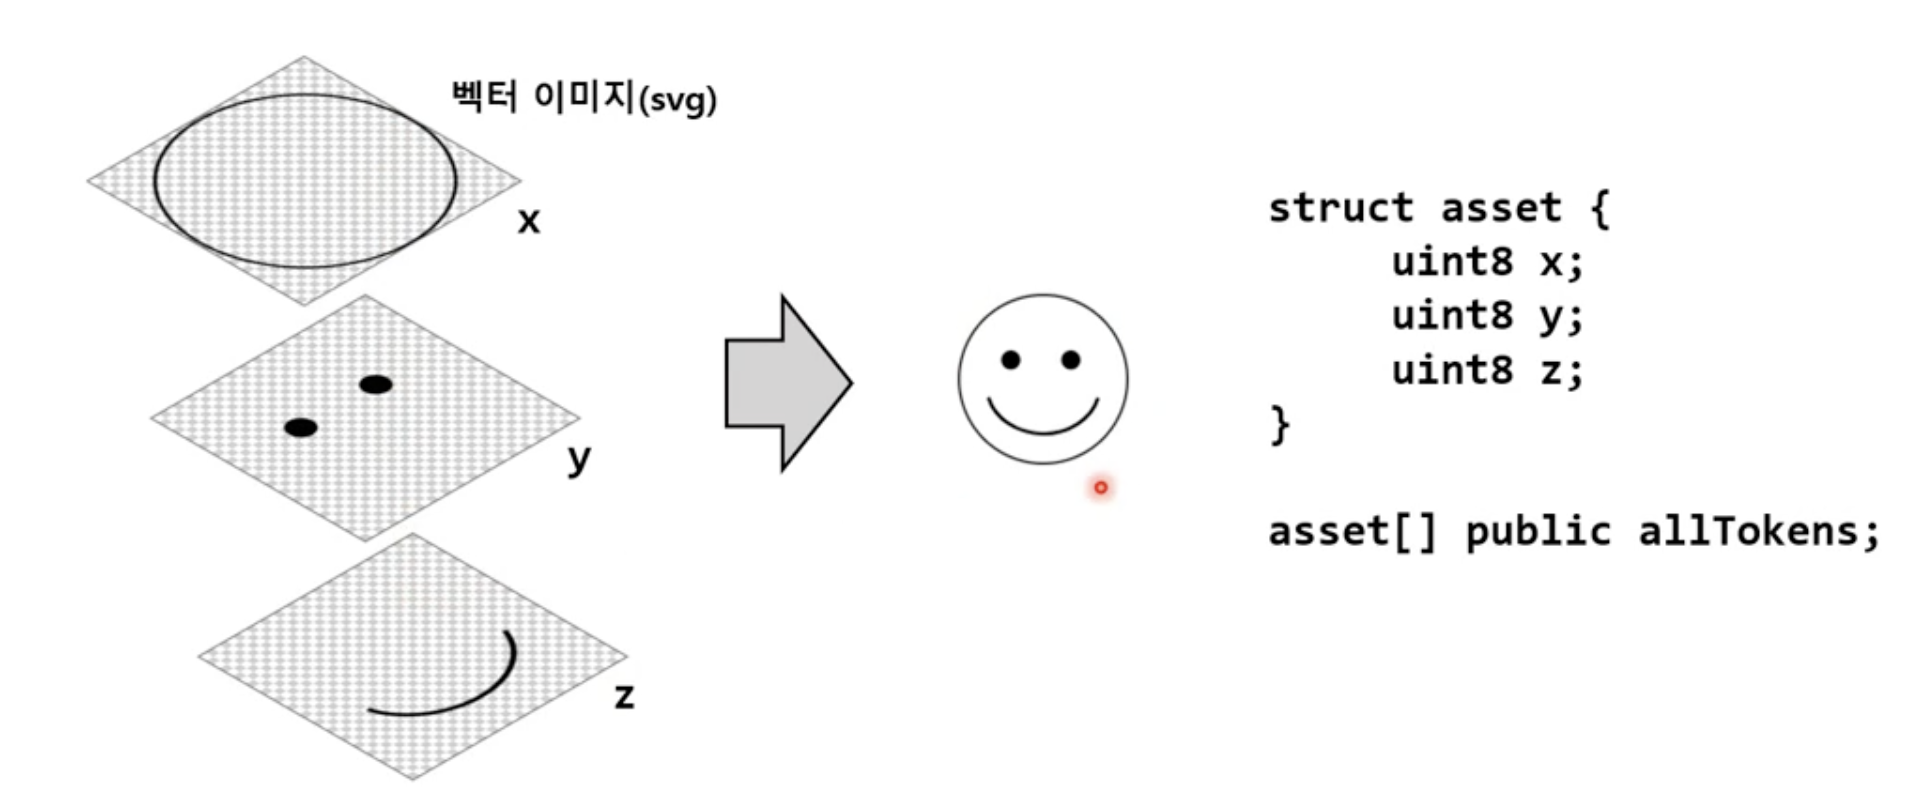 벡터 이미지(svg)
x
y
z
struct asset {
uint8 x;
uint8 y;
uint8 z;
}
asset[] public allTokens;